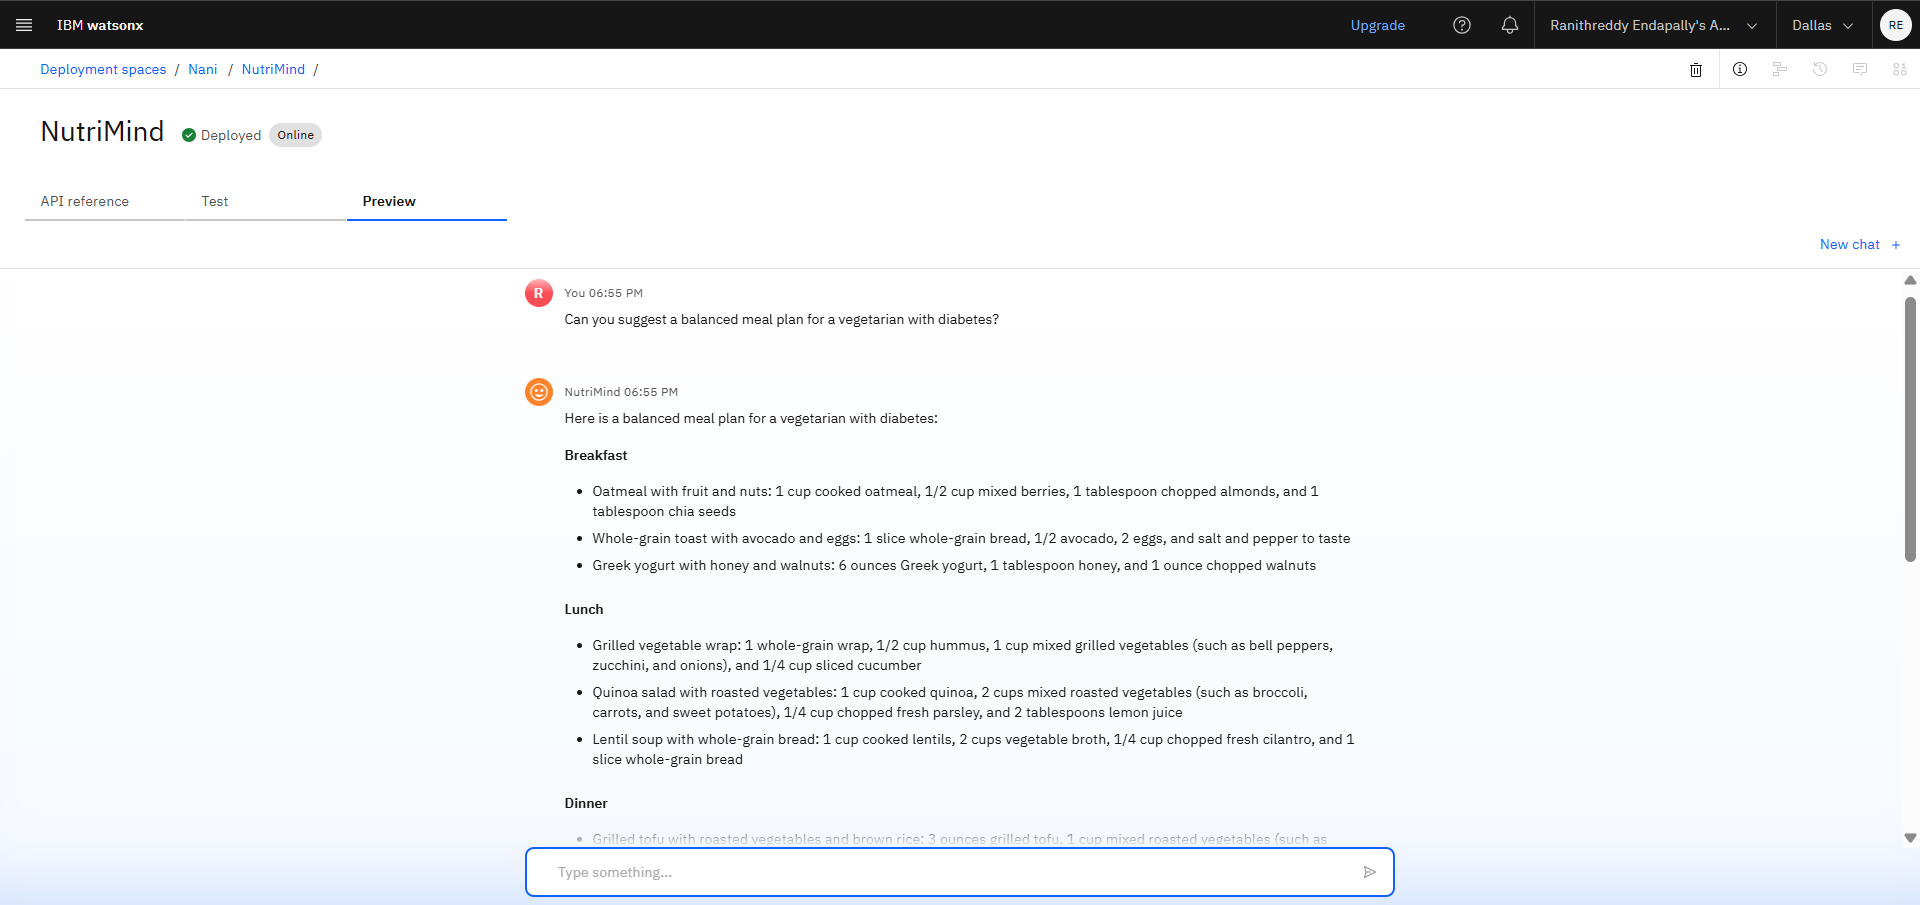 IBM watsonx
Upgrade
Ranithreddy Endapally's A...
Dallas
RE
Deployment spaces / Nani / NutriMind /
NutriMind
Deployed
Online
API reference
Test
Preview
New chat +
R
You 06:55 PM
Can you suggest a balanced meal plan for a vegetarian with diabetes?
NutriMind 06:55 PM
Here is a balanced meal plan for a vegetarian with diabetes:
Breakfast
• Oatmeal with fruit and nuts: 1 cup cooked oatmeal, 1/2 cup mixed berries, 1 tablespoon chopped almonds, and 1
tablespoon chia seeds
• Whole-grain toast with avocado and eggs: 1 slice whole-grain bread, 1/2 avocado, 2 eggs, and salt and pepper to taste
• Greek yogurt with honey and walnuts: 6 ounces Greek yogurt, 1 tablespoon honey, and 1 ounce chopped walnuts
Lunch
• Grilled vegetable wrap: 1 whole-grain wrap, 1/2 cup hummus, 1 cup mixed grilled vegetables (such as bell peppers,
zucchini, and onions), and 1/4 cup sliced cucumber
• Quinoa salad with roasted vegetables: 1 cup cooked quinoa, 2 cups mixed roasted vegetables (such as broccoli,
carrots, and sweet potatoes), 1/4 cup chopped fresh parsley, and 2 tablespoons lemon juice
• Lentil soup with whole-grain bread: 1 cup cooked lentils, 2 cups vegetable broth, 1/4 cup chopped fresh cilantro, and 1
slice whole-grain bread
Dinner
• Grilled tofu with roasted vegetables and brown rice: 3 ounces grilled tofu, 1 cup mixed roasted vegetables (such as
Type something...